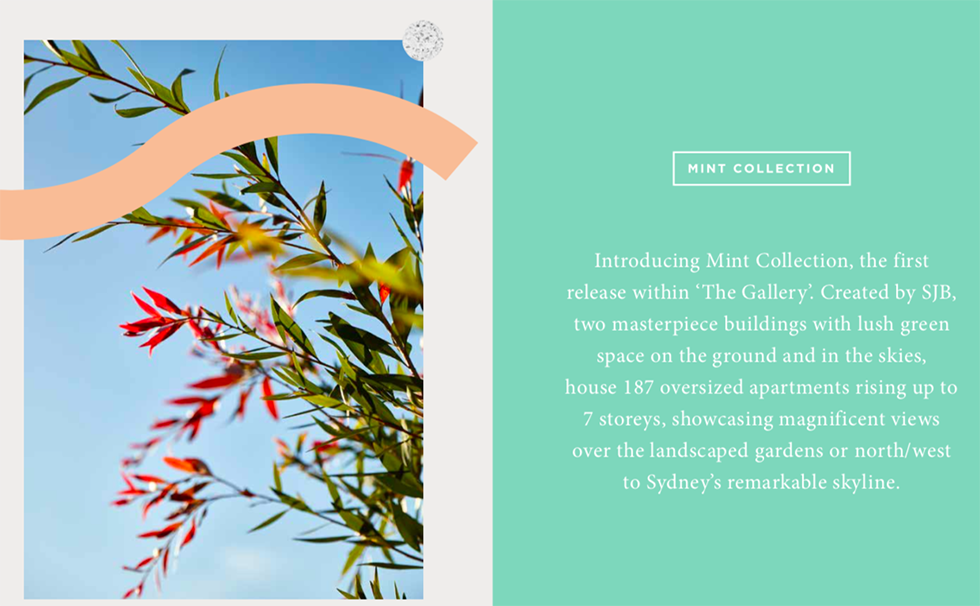 MINT COLLECTION
Introducing Mint Collection, the first
release within ‘The Gallery’. Created by SJB,
two masterpiece buildings with lush green
space on the ground and in the skies,
house 187 oversized apartments rising up to
7 storeys, showcasing magnificent views
over the landscaped gardens or north/west
to Sydney’s remarkable skyline.